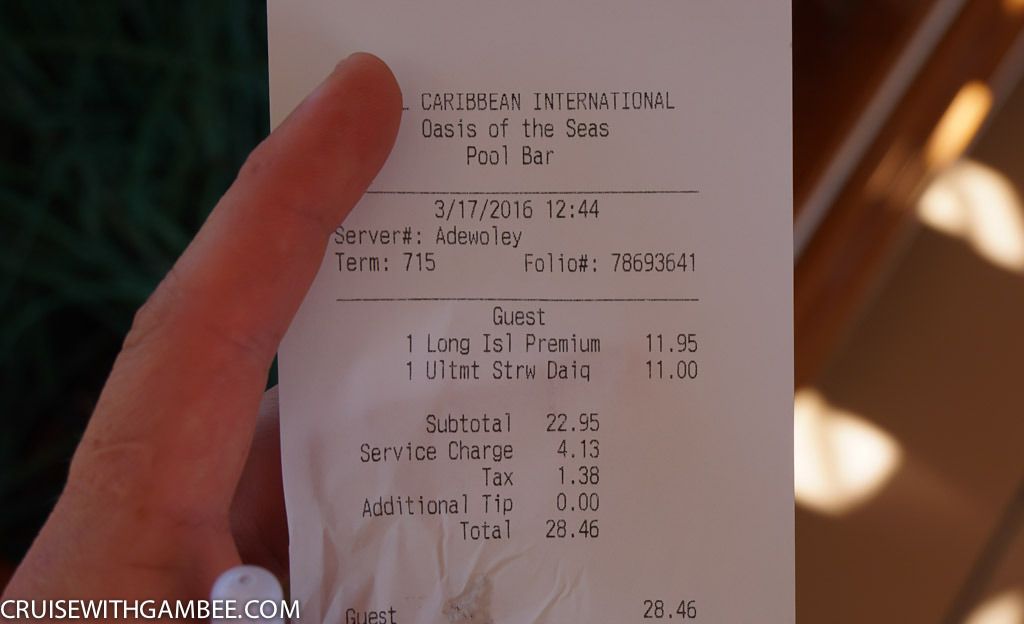 L CARIBBEAN INTERNATIONAL
Oasis of the Seas
Pool Bar
3/17/2016 12:44
Server#: Adewoley
Term: 715 Folio#: 78693641
Guest
1 Long Isl Premium 11.95
1 Ultmt Strw Daiq 11.00
Subtotal 22.95
Service Charge 4.13
Tax 1.38
Additional Tip 0.00
Total 28.46
Guest 28.46
CRUISEWITHGAMBEE.COM